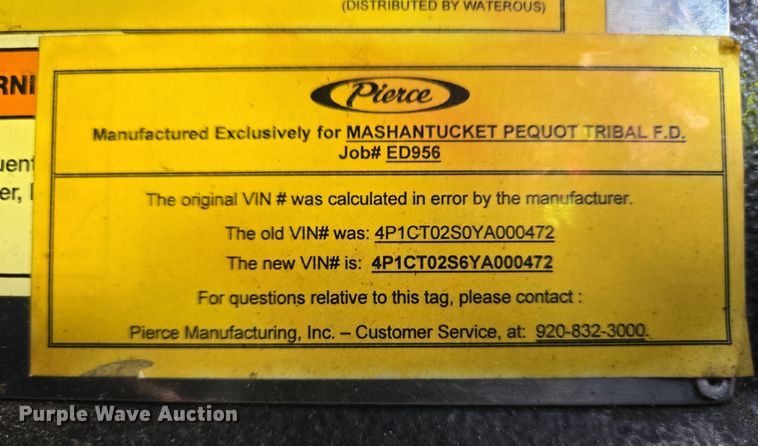 (DISTRIBUTED BY WATEROUS)
Pierce
Manufactured Exclusively for MASHANTUCKET PEQUOT TRIBAL F.D.
Job# ED956
The original VIN # was calculated in error by the manufacturer.
The old VIN# was: 4P1CT02S0YA000472
The new VIN# is: 4P1CT02S6YA000472
For questions relative to this tag, please contact :
Pierce Manufacturing, Inc. – Customer Service, at: 920-832-3000.
Purple Wave Auction